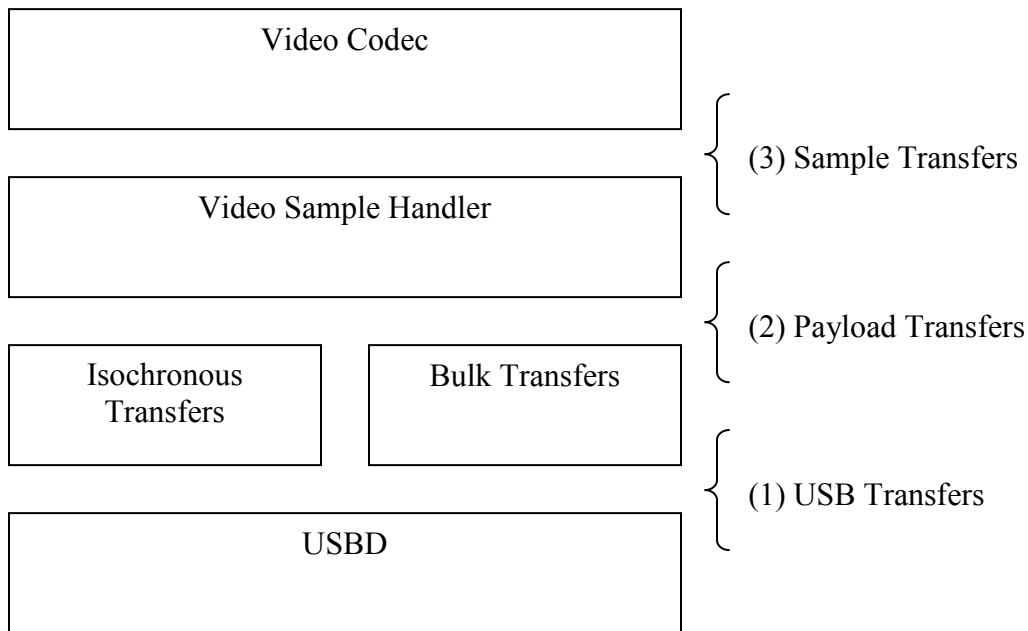 Video Codec
(3) Sample Transfers
Video Sample Handler
(2) Payload Transfers
Isochronous
Transfers
Bulk Transfers
(1) USB Transfers
USBD